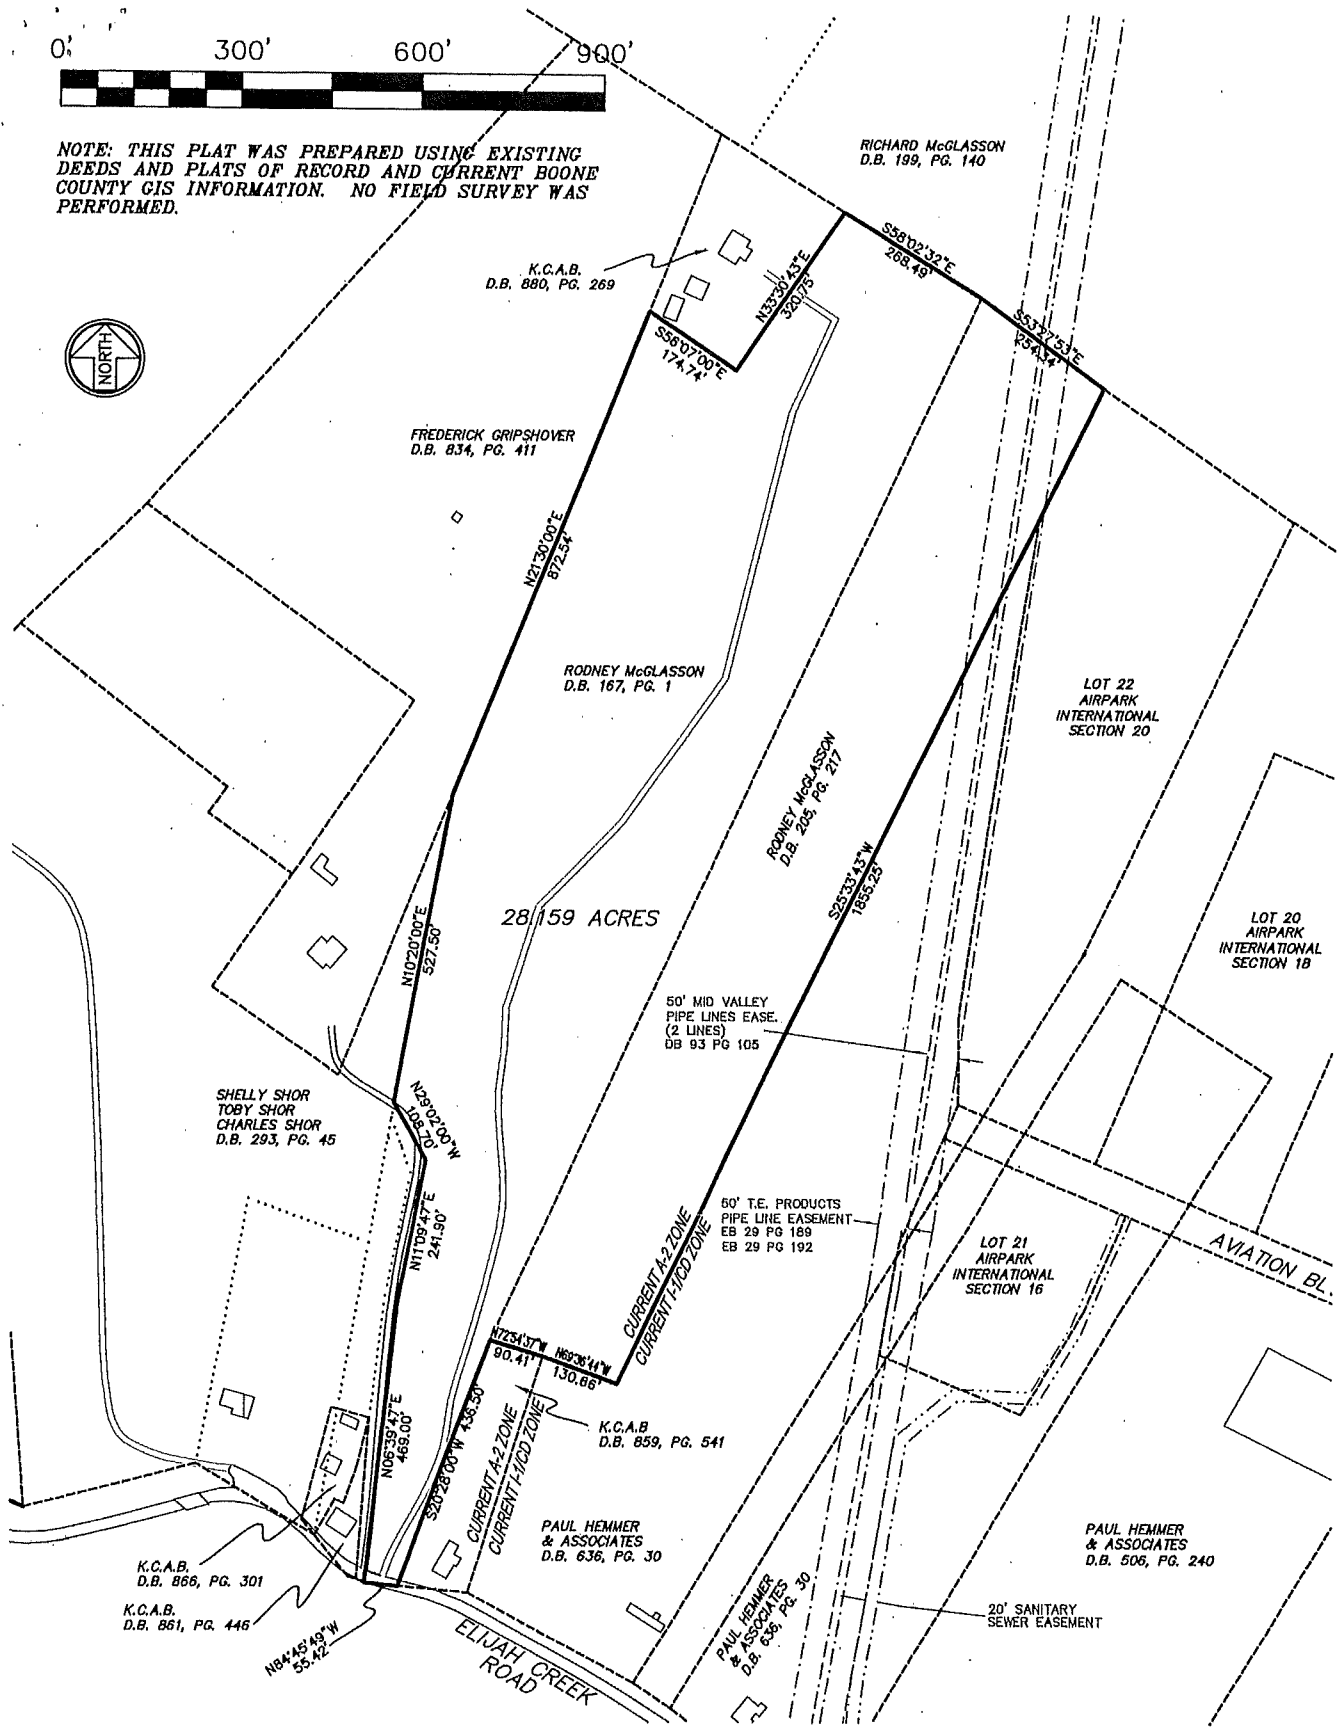 0' 300' 600' 900'
NOTE: THIS PLAT WAS PREPARED USING EXISTING
DEEDS AND PLATS OF RECORD AND CURRENT BOONE
COUNTY GIS INFORMATION. NO FIELD SURVEY WAS
PERFORMED.
RICHARD McGLASSON
D.B. 199, PG. 140
K.C.A.B.
D.B. 880, PG. 269
S58°02'32"E
268.49'
N33°30'43"E
320.75'
S53°27'53"E
254.34'
S56°07'00"E
174.74'
NORTH
FREDERICK GRIPSHOVER
D.B. 834, PG. 411
N21°30'00"E
872.54'
RODNEY McGLASSON
D.B. 167, PG. 1
LOT 22
AIRPARK
INTERNATIONAL
SECTION 20
RODNEY McGLASSON
D.B. 205, PG. 217
S25°33'43"W
1855.25'
28.159 ACRES
LOT 20
AIRPARK
INTERNATIONAL
SECTION 18
N10°20'00"E
527.50'
50' MID VALLEY
PIPE LINES EASE.
(2 LINES)
DB 93 PG 105
SHELLY SHOR
TOBY SHOR
CHARLES SHOR
D.B. 293, PG. 45
N29°02'00"W
108.70'
N11°09'47"E
241.90'
60' T.E. PRODUCTS
PIPE LINE EASEMENT
EB 29 PG 189
EB 29 PG 192
LOT 21
AIRPARK
INTERNATIONAL
SECTION 16
AVIATION BL.
CURRENT A-2 ZONE
CURRENT I-1/CD ZONE
N72°54'37"W
90.41'
N69°36'44"W
130.66'
K.C.A.B
D.B. 859, PG. 541
N06°39'47"E
469.00'
S20°28'00"W 436.50'
CURRENT A-2 ZONE
CURRENT I-1/CD ZONE
PAUL HEMMER
& ASSOCIATES
D.B. 636, PG. 30
PAUL HEMMER
& ASSOCIATES
D.B. 506, PG. 240
K.C.A.B.
D.B. 866, PG. 301
K.C.A.B.
D.B. 861, PG. 446
N84°45'49"W
55.42'
ELIJAH CREEK
ROAD
PAUL HEMMER
& ASSOCIATES
D.B. 636, PG. 30
20' SANITARY
SEWER EASEMENT